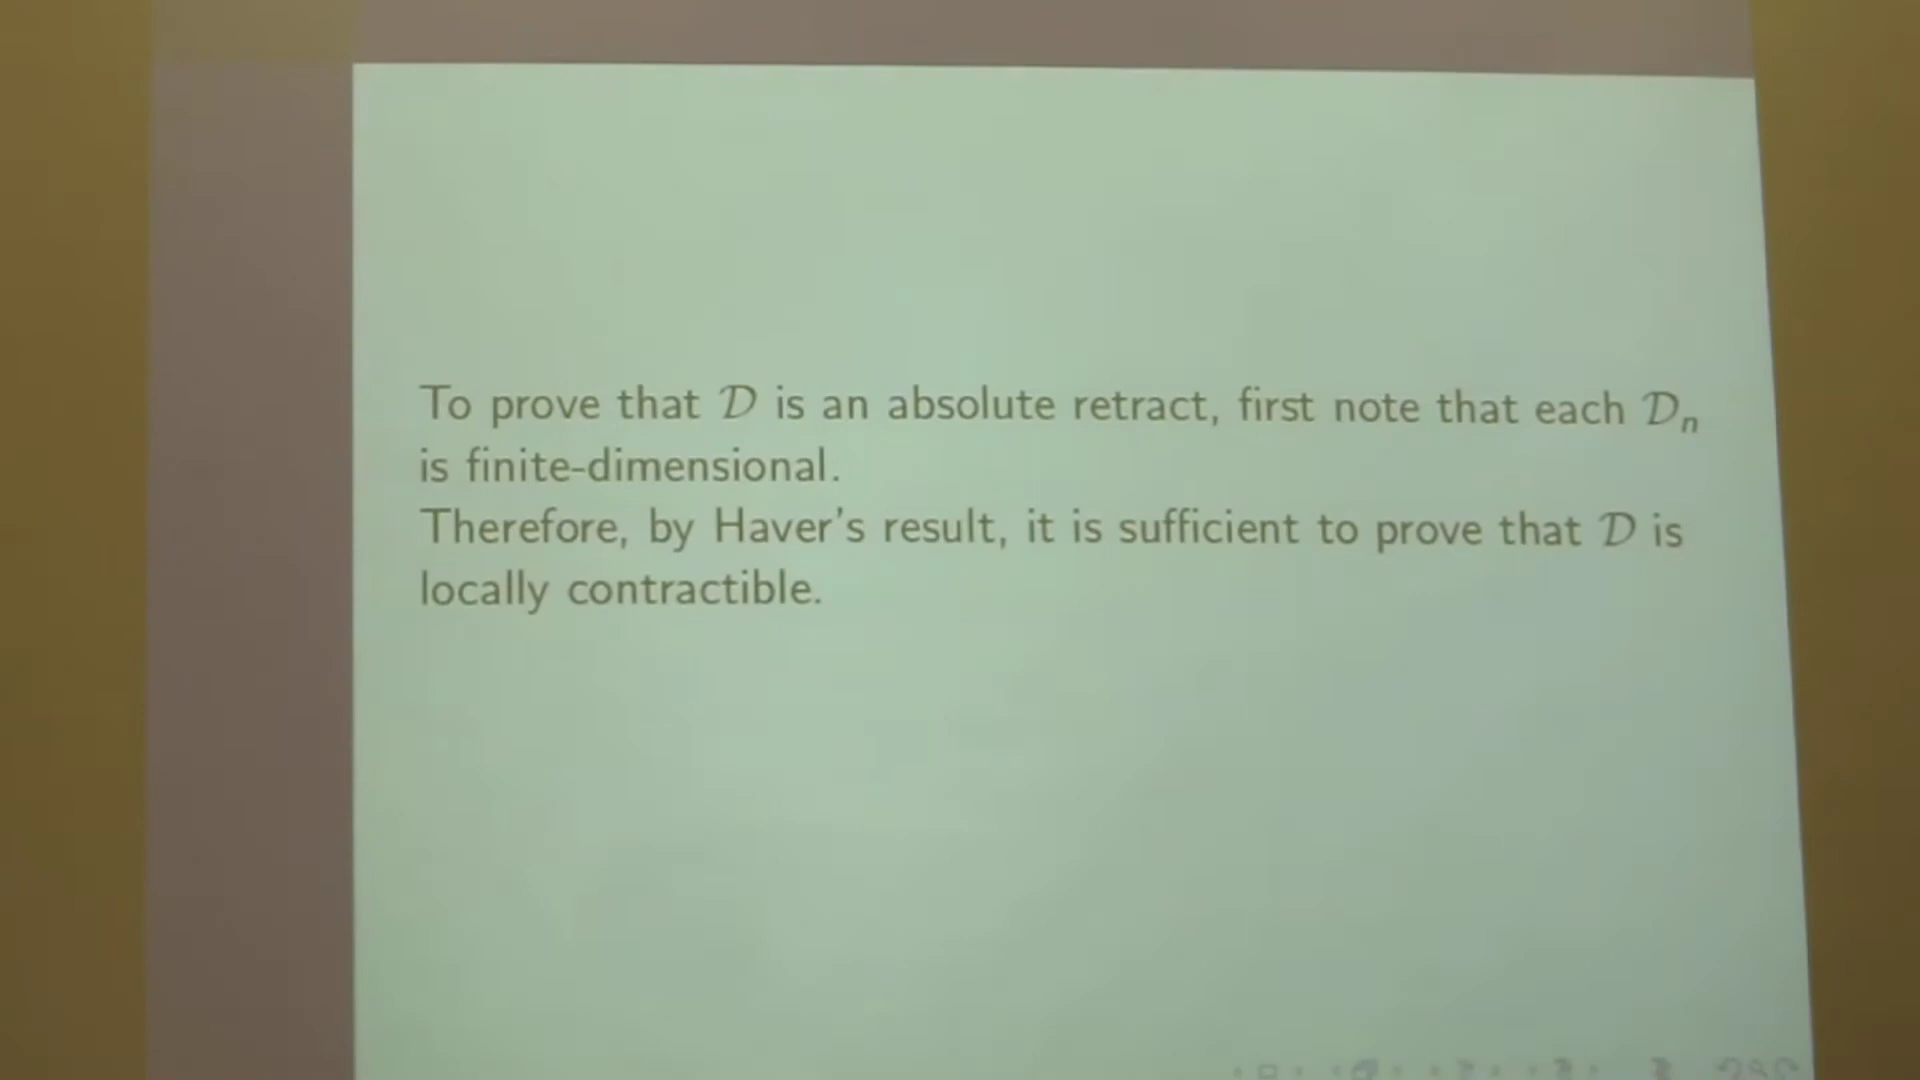 To prove that 𝒟 is an absolute retract, first note that each 𝒟ₙ
is finite-dimensional.
Therefore, by Haver's result, it is sufficient to prove that 𝒟 is
locally contractible.